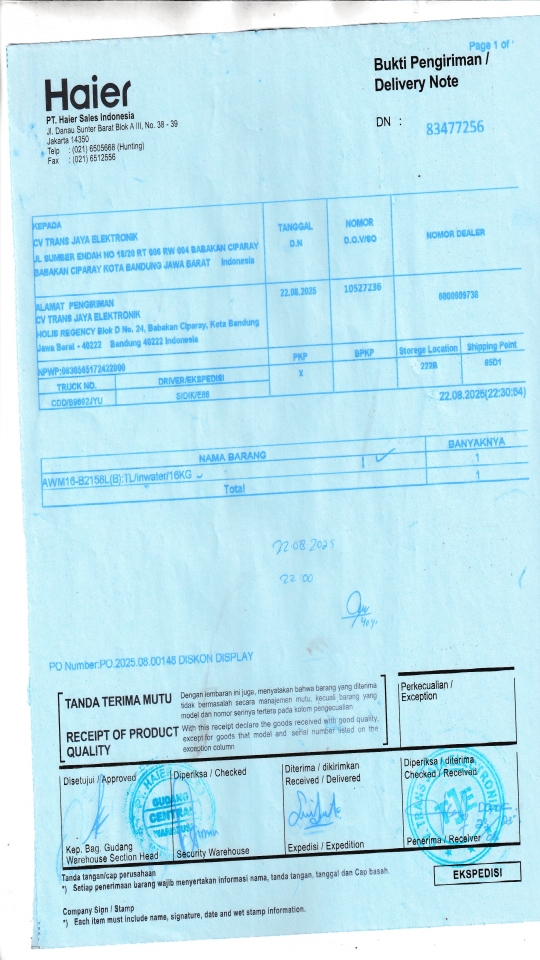 Page 1 of
Haier
PT. Haier Sales Indonesia
Jl. Danau Sunter Barat Blok A III, No. 38 - 39
Jakarta 14350
Telp : (021) 6505668 (Hunting)
Fax : (021) 6512556
Bukti Pengiriman /
Delivery Note
DN : 83477256
KEPADA
CV TRANS JAYA ELEKTRONIK
JL SUMBER ENDAH NO 18/20 RT 006 RW 004 BABAKAN CIPARAY
BABAKAN CIPARAY KOTA BANDUNG JAWA BARAT Indonesia
TANGGAL
D.N
NOMOR
D.O.V/SO
NOMOR DEALER
ALAMAT PENGIRIMAN
CV TRANS JAYA ELEKTRONIK
HOLIS REGENCY Blok D No. 24, Babakan Ciparay, Kota Bandung
Jawa Barat - 40222 Bandung 40222 Indonesia
22.08.2025
10527236
NPWP:0830565172422000
PKP
BPKP
Storege Location
Shipping Point
TRUCK NO.
DRIVER/EKSPEDISI
X
222B
85D1
SIDIK/E86
22.08.2025(22:30:54)
NAMA BARANG
BANYAKNYA
AWM16-B2158L(B):TL/inwater/16KG
1
1
Total
1
22.08.2025
22.00
PO Number:PO.2025.08.00148 DISKON DISPLAY
TANDA TERIMA MUTU
Dengan lembaran ini juga, menyatakan bahwa barang yang diterima
tidak bermasalah secara manajemen mutu, kecuali barang yang
model dan nomor serinya tertera pada kolom pengecualian
RECEIPT OF PRODUCT
QUALITY
With this receipt declare the goods received with good quality,
except for goods that model and serial number listed on the
exception column
Perkecualian /
Exception
Disetujui / Approved
Diperiksa / Checked
Diterima / dikirimkan
Received / Delivered
Diperiksa / diterima
Checked / Received
GUDANG
CENTRAL
TJE
Kep. Bag. Gudang
Warehouse Section Head
Security Warehouse
Expedisi / Expedition
Penerima / Receiver
Tanda tangan/cap perusahaan
*) Setiap penerimaan barang wajib menyertakan informasi nama, tanda tangan, tanggal dan Cap basah.
EKSPEDISI
Company Sign / Stamp
*) Each item must include name, signature, date and wet stamp information.